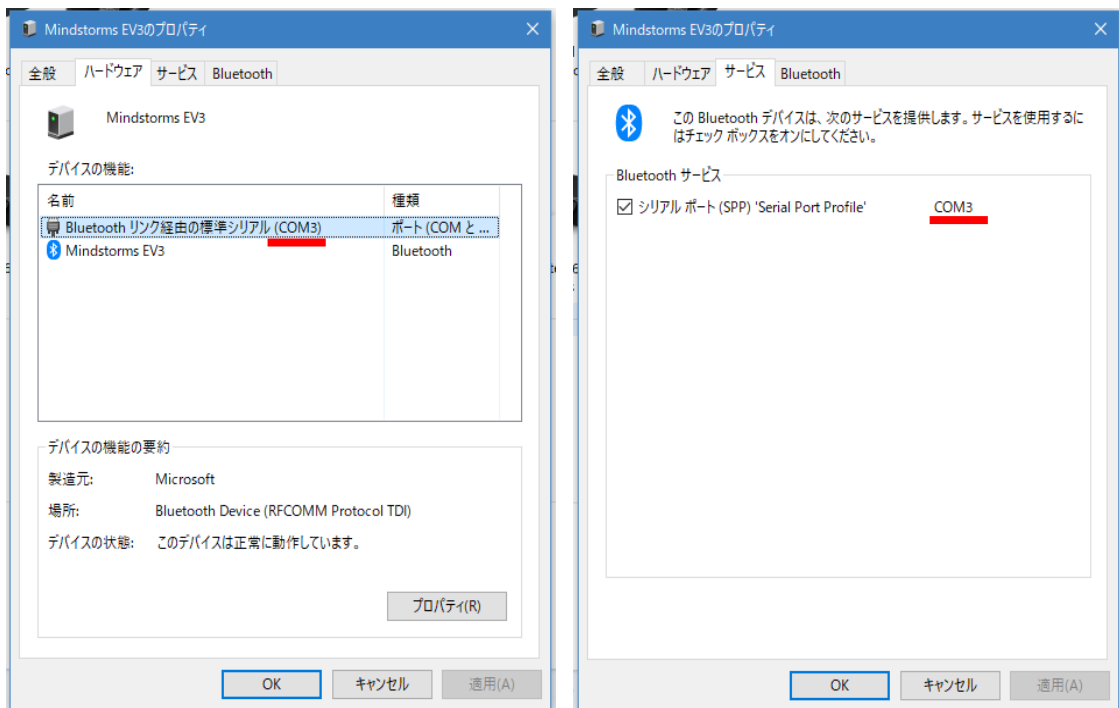 Mindstorms EV3のプロパティ
全般 ハードウェア サービス Bluetooth
Mindstorms EV3
デバイスの機能:
名前 種類
Bluetooth リンク経由の標準シリアル (COM3) ポート (COM と ...
Mindstorms EV3 Bluetooth
デバイスの機能の要約
製造元: Microsoft
場所: Bluetooth Device (RFCOMM Protocol TDI)
デバイスの状態: このデバイスは正常に動作しています。
プロパティ(R)
OK キャンセル 適用(A)
Mindstorms EV3のプロパティ
全般 ハードウェア サービス Bluetooth
この Bluetooth デバイスは、次のサービスを提供します。サービスを使用するに
はチェック ボックスをオンにしてください。
Bluetooth サービス
シリアル ポート (SPP) 'Serial Port Profile' COM3
OK キャンセル 適用(A)